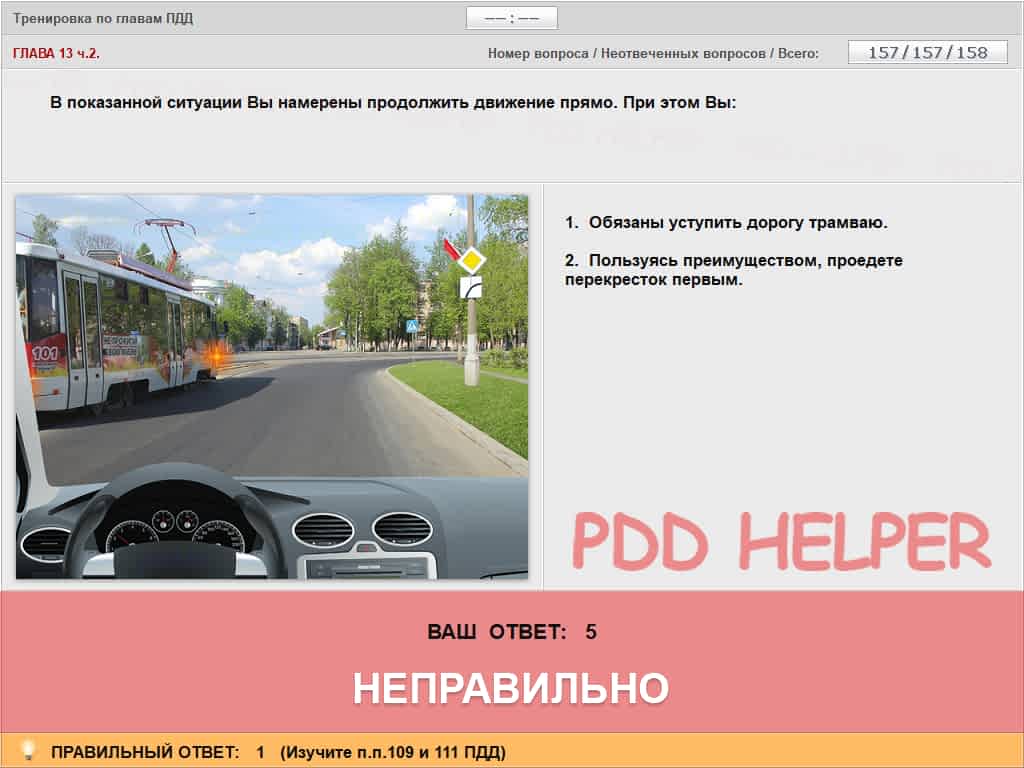 Тренировка по главам ПДД
–– : ––
ГЛАВА 13 ч.2.
Номер вопроса / Неотвеченных вопросов / Всего:
157/157/158
В показанной ситуации Вы намерены продолжить движение прямо. При этом Вы:
1. Обязаны уступить дорогу трамваю.
2. Пользуясь преимуществом, проедете
перекресток первым.
101
PDD HELPER
ВАШ ОТВЕТ: 5
НЕПРАВИЛЬНО
ПРАВИЛЬНЫЙ ОТВЕТ: 1 (Изучите п.п.109 и 111 ПДД)